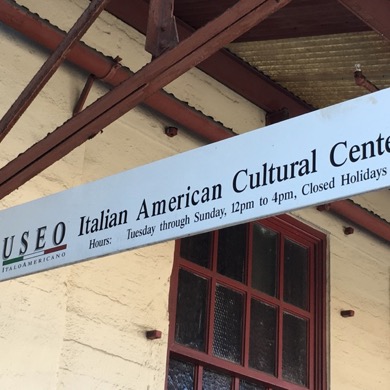 USEO
ITALOAMERICANO
Italian American Cultural Cente
Hours: Tuesday through Sunday, 12pm to 4pm, Closed Holidays